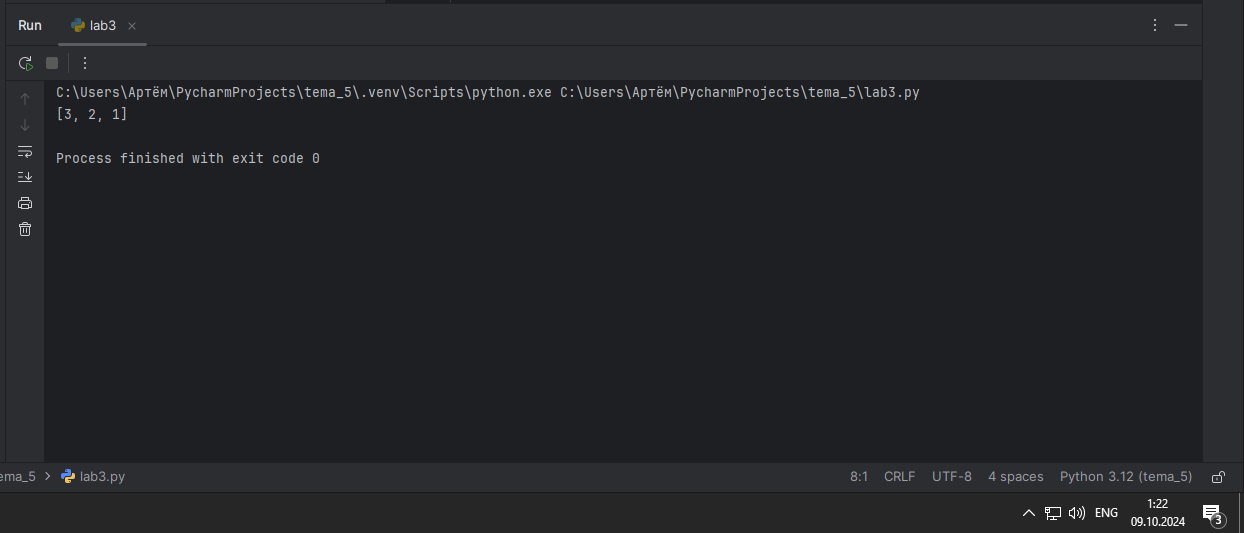 Run lab3
C:\Users\Артём\PycharmProjects\tema_5\.venv\Scripts\python.exe C:\Users\Артём\PycharmProjects\tema_5\lab3.py
[3, 2, 1]
Process finished with exit code 0
ema_5 > lab3.py 8:1 CRLF UTF-8 4 spaces Python 3.12 (tema_5)
ENG 1:22 3
09.10.2024